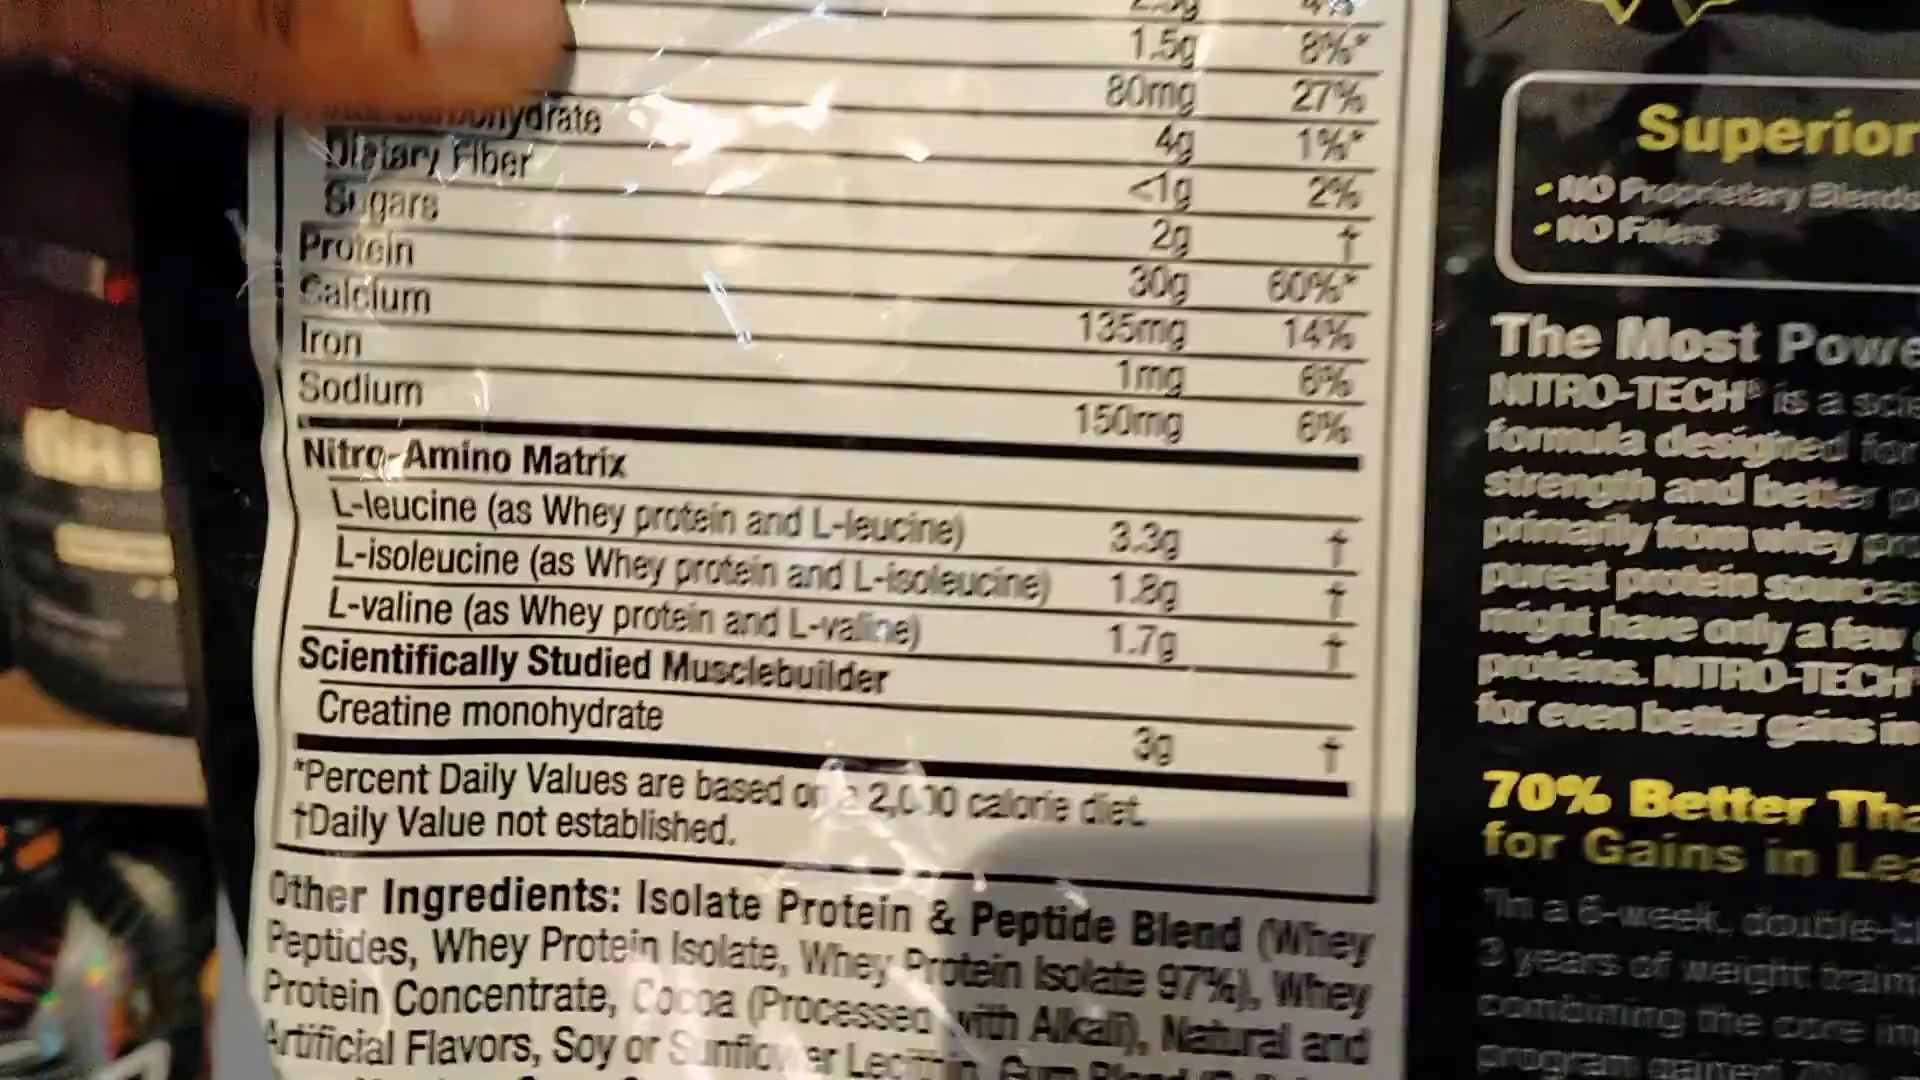 1.5g 8%*
80mg 27%
Carbohydrate 4g 1%*
Dietary Fiber <1g 2%
Sugars 2g †
Protein 30g 60%*
Calcium 135mg 14%
Iron 1mg 6%
Sodium 150mg 6%
Nitro-Amino Matrix
L-leucine (as Whey protein and L-leucine) 3.3g †
L-isoleucine (as Whey protein and L-isoleucine) 1.8g †
L-valine (as Whey protein and L-valine) 1.7g †
Scientifically Studied Musclebuilder
Creatine monohydrate 3g †
*Percent Daily Values are based on a 2,000 calorie diet.
†Daily Value not established.
Other Ingredients: Isolate Protein & Peptide Blend (Whey
Peptides, Whey Protein Isolate, Whey Protein Isolate 97%), Whey
Protein Concentrate, Cocoa (Processed with Alkali), Natural and
Artificial Flavors, Soy or Sunflower Lecithin, Gum
Superior
• NO Proprietary Blends
• NO Fillers
The Most
NITRO-TECH® is a
formula designed for
strength and better
primarily from whey
purest protein sources
might have only a few
proteins. NITRO-TECH
for even better gains in
70% Better
for Gains in
in a 6-week,
3 years of weight
combining the core
program gained